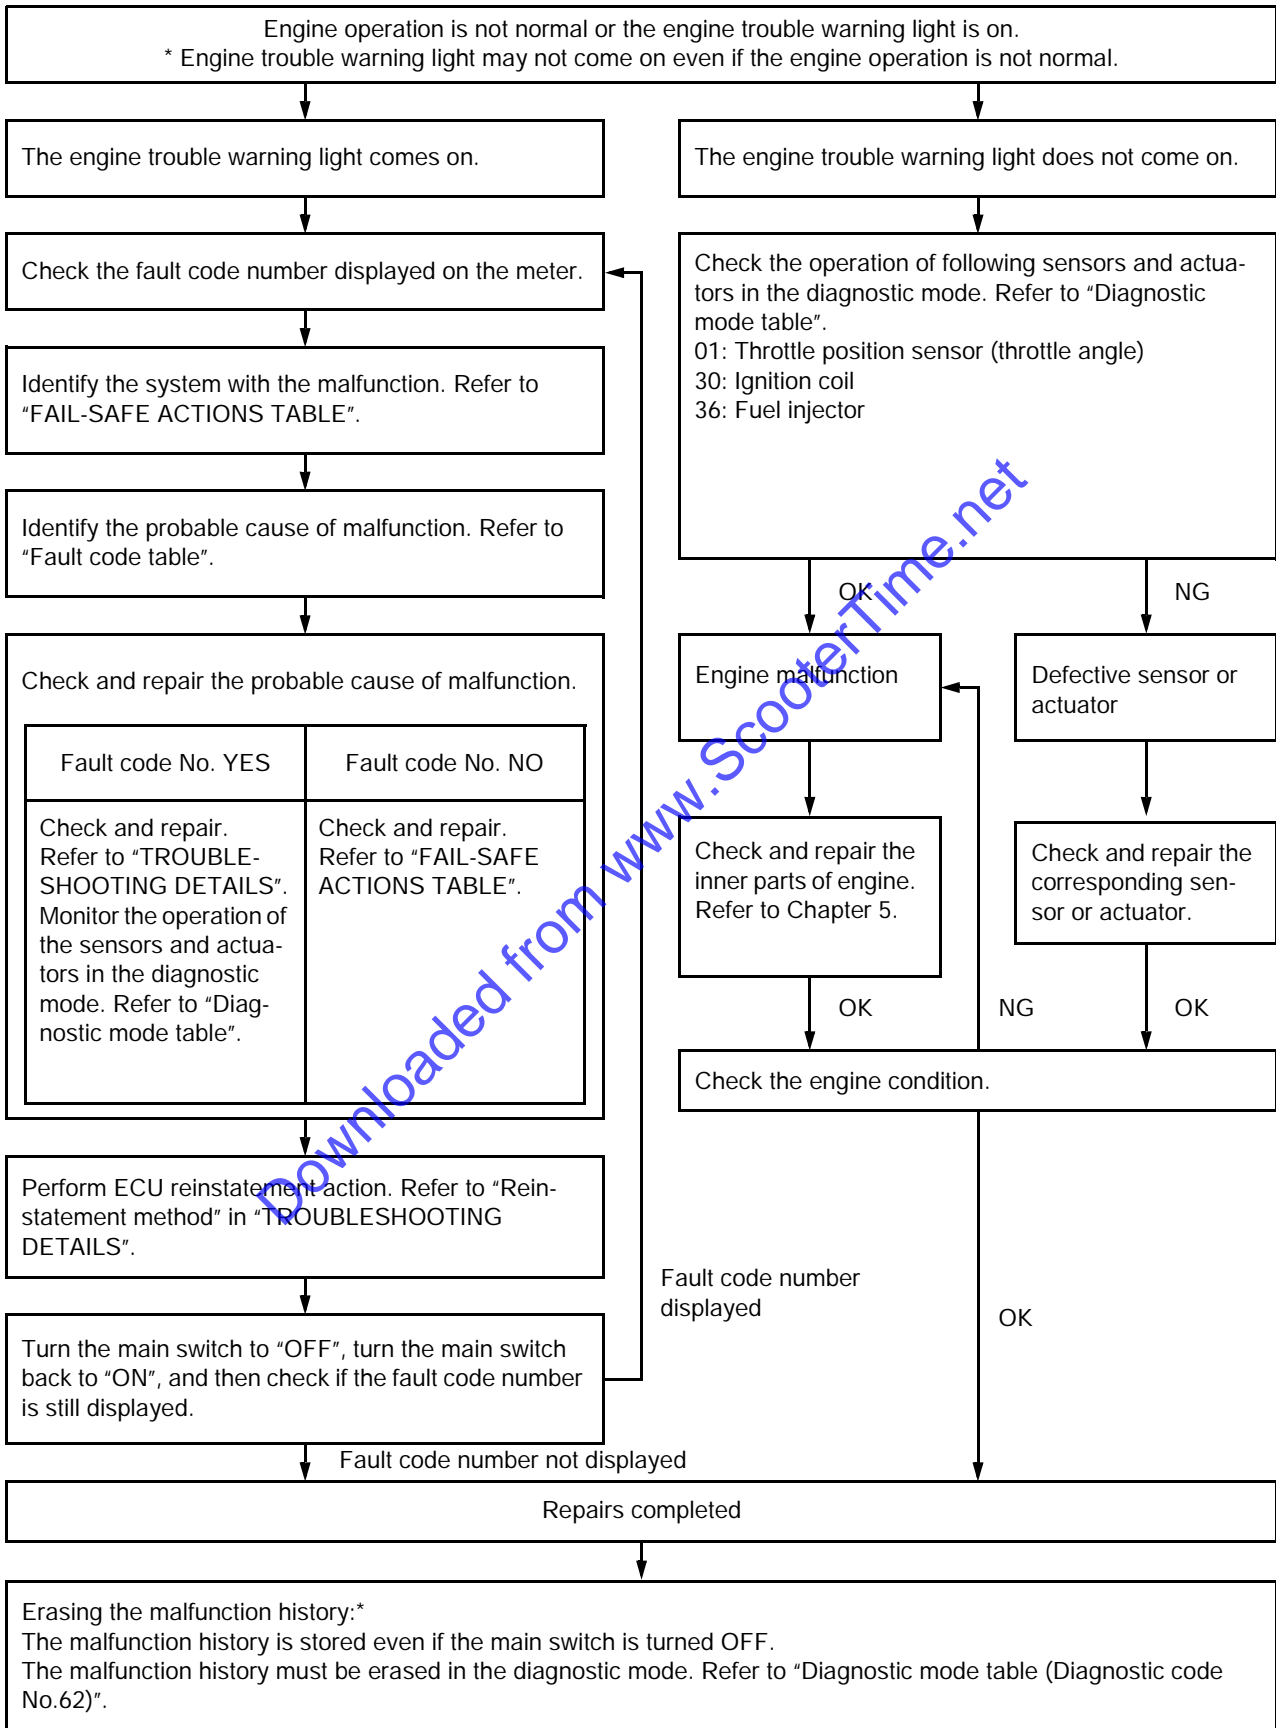 Engine operation is not normal or the engine trouble warning light is on.
* Engine trouble warning light may not come on even if the engine operation is not normal.
The engine trouble warning light comes on.
Check the fault code number displayed on the meter.
Identify the system with the malfunction. Refer to
“FAIL-SAFE ACTIONS TABLE”.
Identify the probable cause of malfunction. Refer to
“Fault code table”.
Check and repair the probable cause of malfunction.
Fault code No. YES
Check and repair.
Refer to “TROUBLE-
SHOOTING DETAILS”.
Monitor the operation of
the sensors and actua-
tors in the diagnostic
mode. Refer to “Diag-
nostic mode table”.
Fault code No. NO
Check and repair.
Refer to “FAIL-SAFE
ACTIONS TABLE”.
Perform ECU reinstatement action. Refer to “Rein-
statement method” in “TROUBLESHOOTING
DETAILS”.
Turn the main switch to “OFF”, turn the main switch
back to “ON”, and then check if the fault code number
is still displayed.
Fault code number
displayed
Fault code number not displayed
The engine trouble warning light does not come on.
Check the operation of following sensors and actua-
tors in the diagnostic mode. Refer to “Diagnostic
mode table”.
01: Throttle position sensor (throttle angle)
30: Ignition coil
36: Fuel injector
OK
NG
Engine malfunction
Defective sensor or
actuator
Check and repair the
inner parts of engine.
Refer to Chapter 5.
Check and repair the
corresponding sen-
sor or actuator.
OK
NG
OK
Check the engine condition.
OK
Repairs completed
Erasing the malfunction history:*
The malfunction history is stored even if the main switch is turned OFF.
The malfunction history must be erased in the diagnostic mode. Refer to “Diagnostic mode table (Diagnostic code
No.62)”.
Downloaded from www.ScooterTime.net